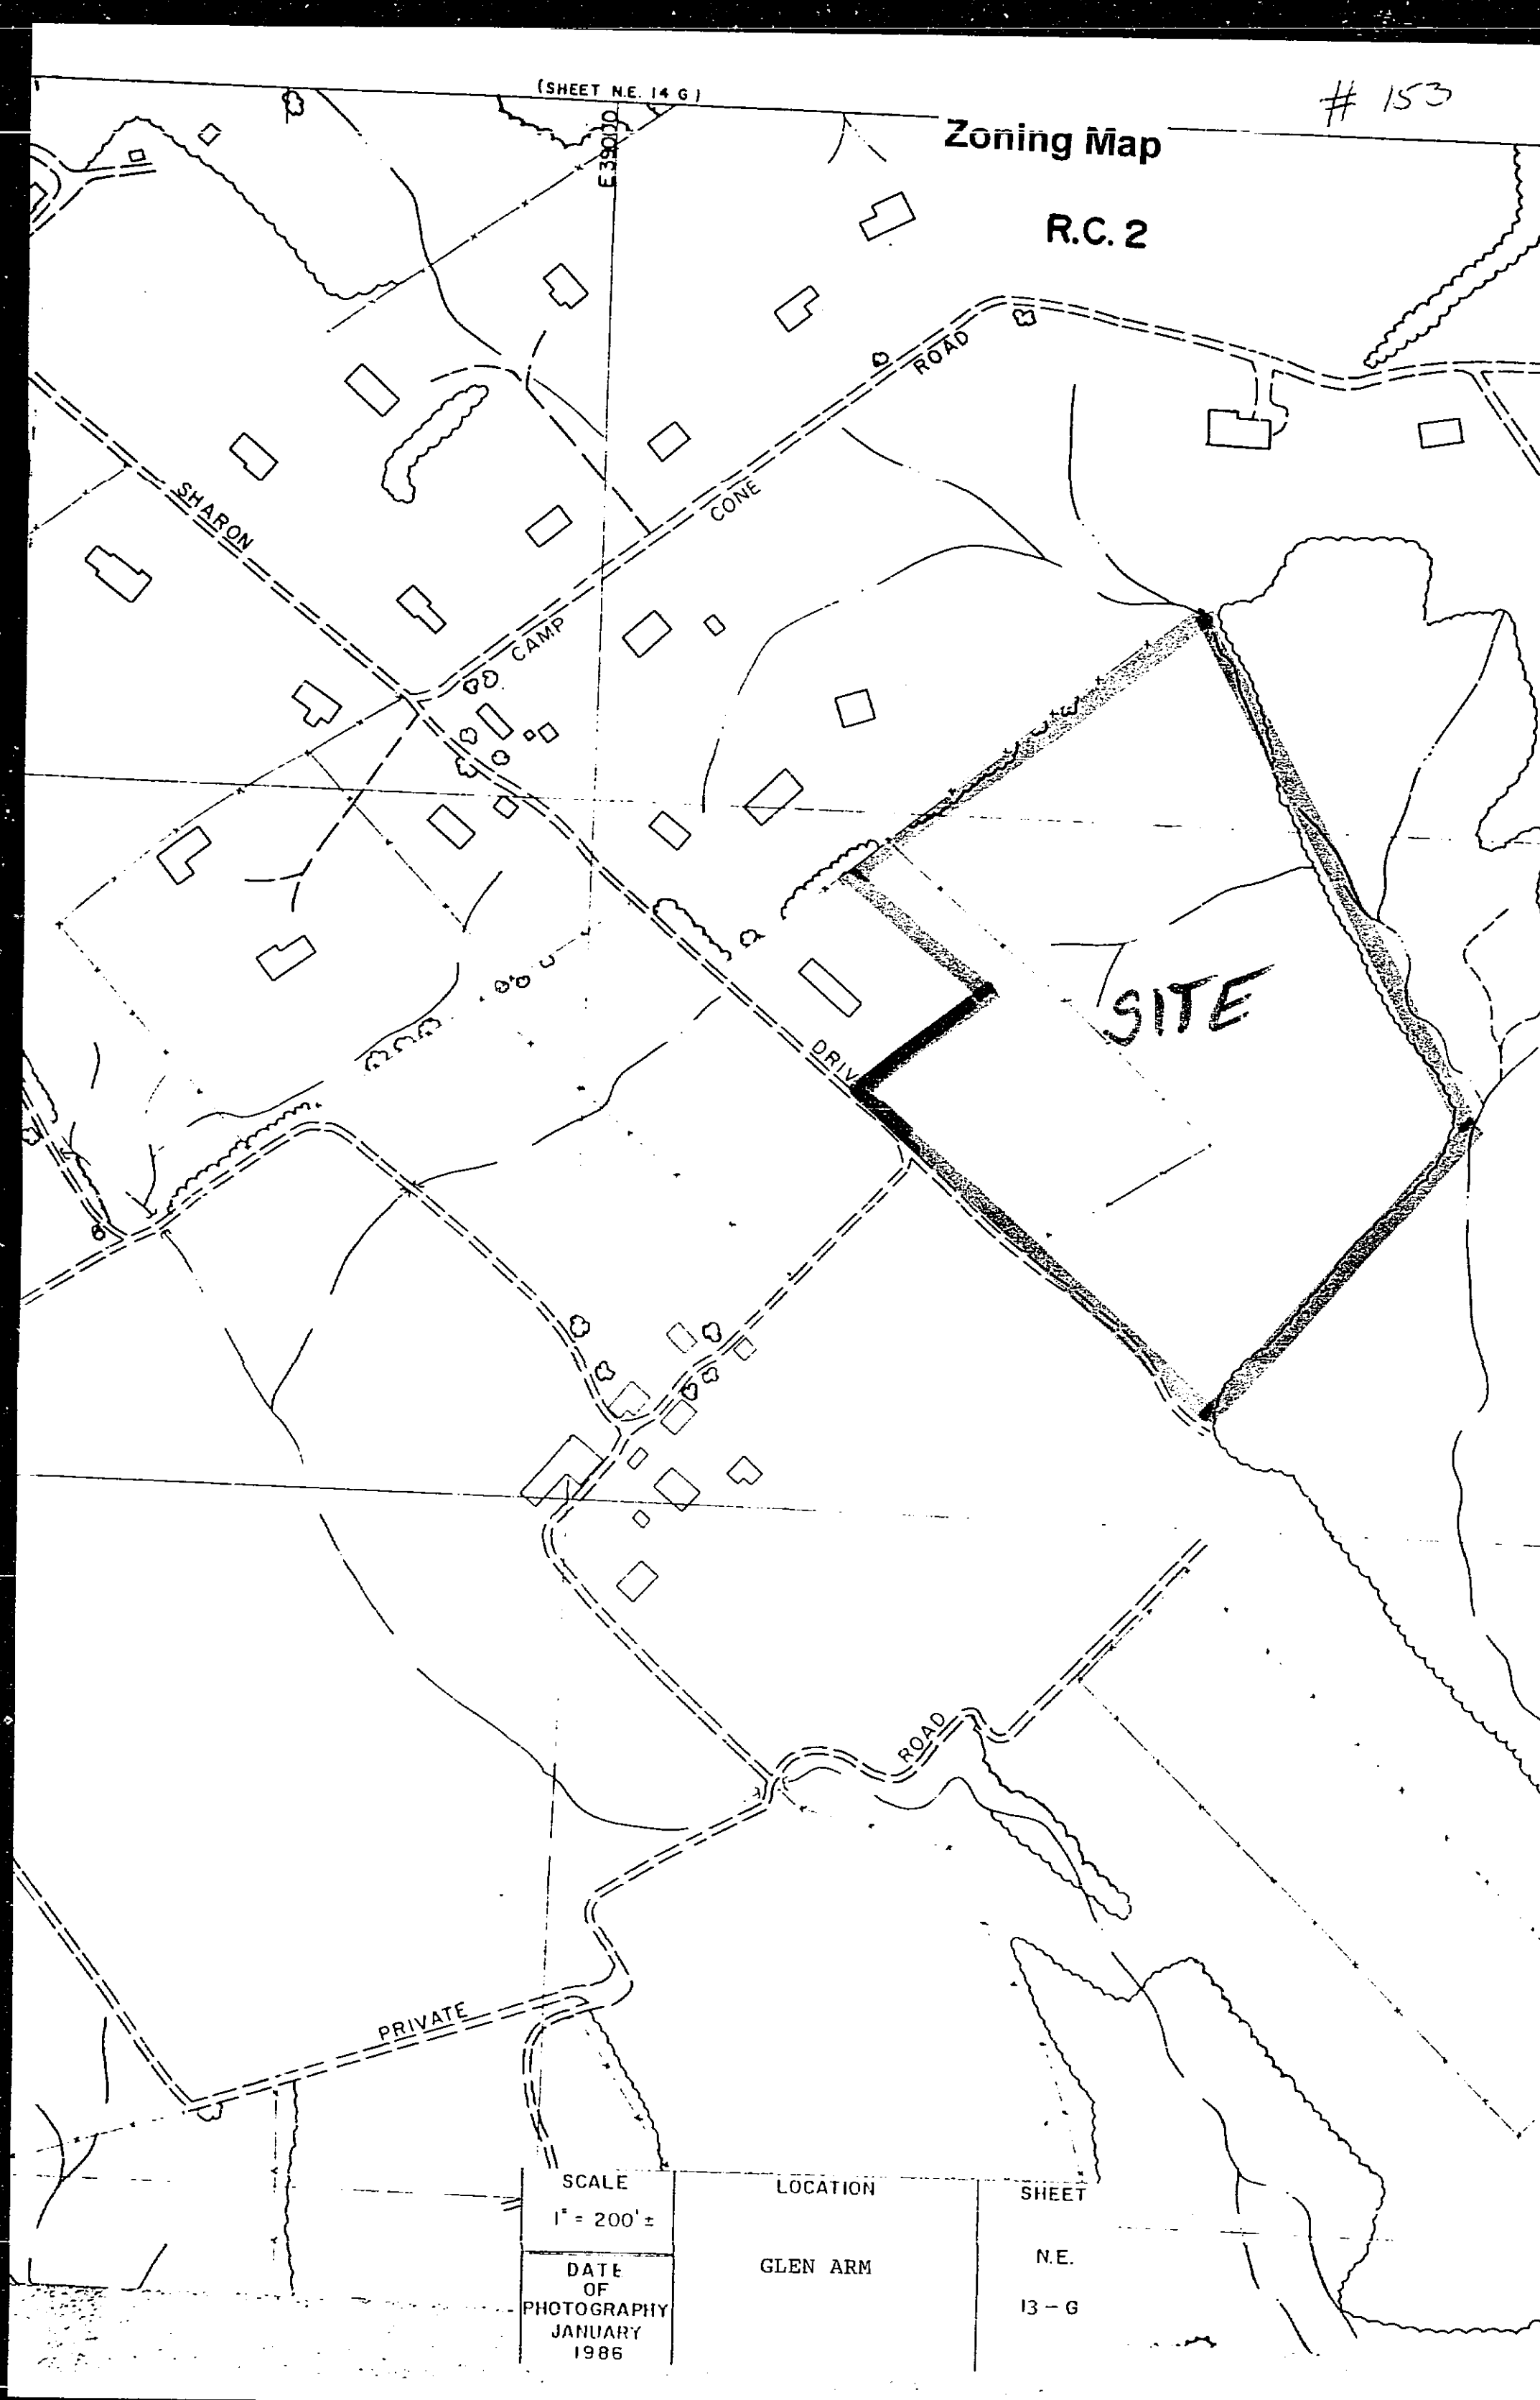 (SHEET N.E. 14 G)
# 153
Zoning Map
E 39000
R.C. 2
ROAD
SHARON
CONE
CAMP
SITE
DRIV
ROAD
PRIVATE
SCALE
1" = 200' ±
LOCATION
SHEET
GLEN ARM
N.E.
13 - G
DATE
OF
PHOTOGRAPHY
JANUARY
1986